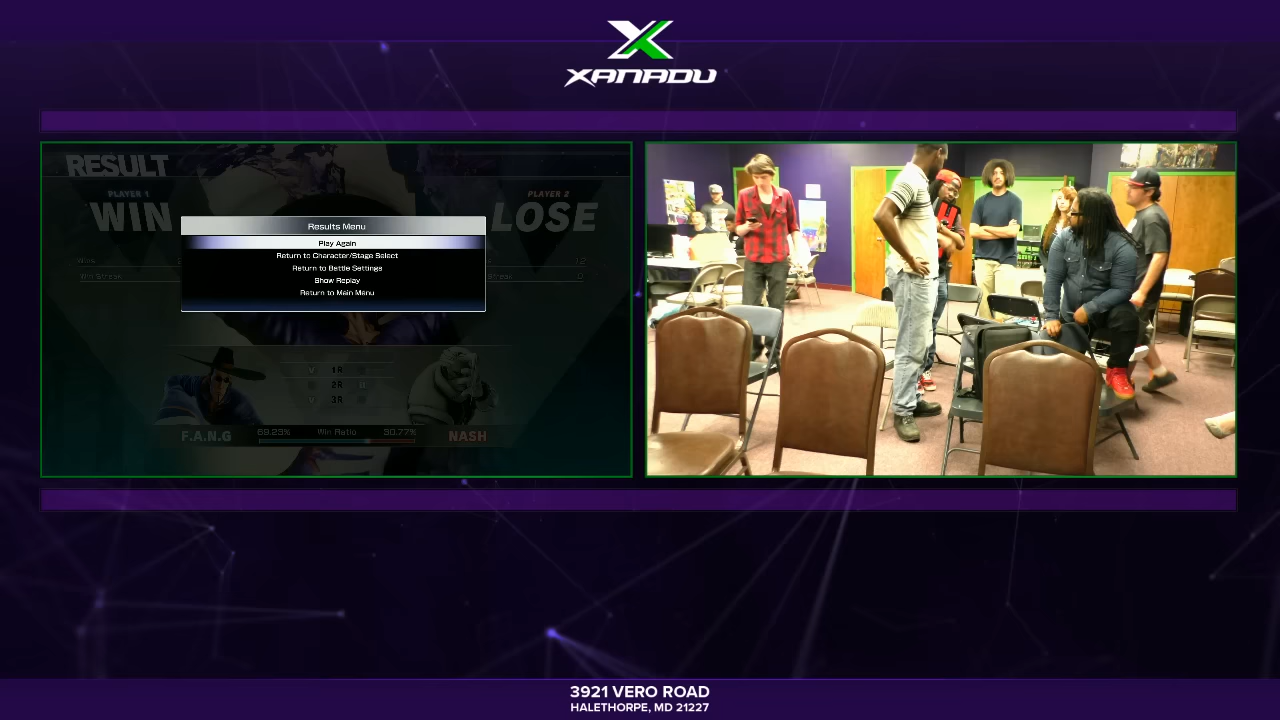 XANADU
RESULT
PLAYER 1
WIN
PLAYER 2
LOSE
Results Menu
Play Again
Return to Character/Stage Select
Return to Battle Settings
Show Replay
Return to Main Menu
Wins
12
Win Streak
Streak
0
1R
2R
3R
69.23%
Win Ratio
30.77%
F.A.N.G
NASH
3921 VERO ROAD
HALETHORPE, MD 21227